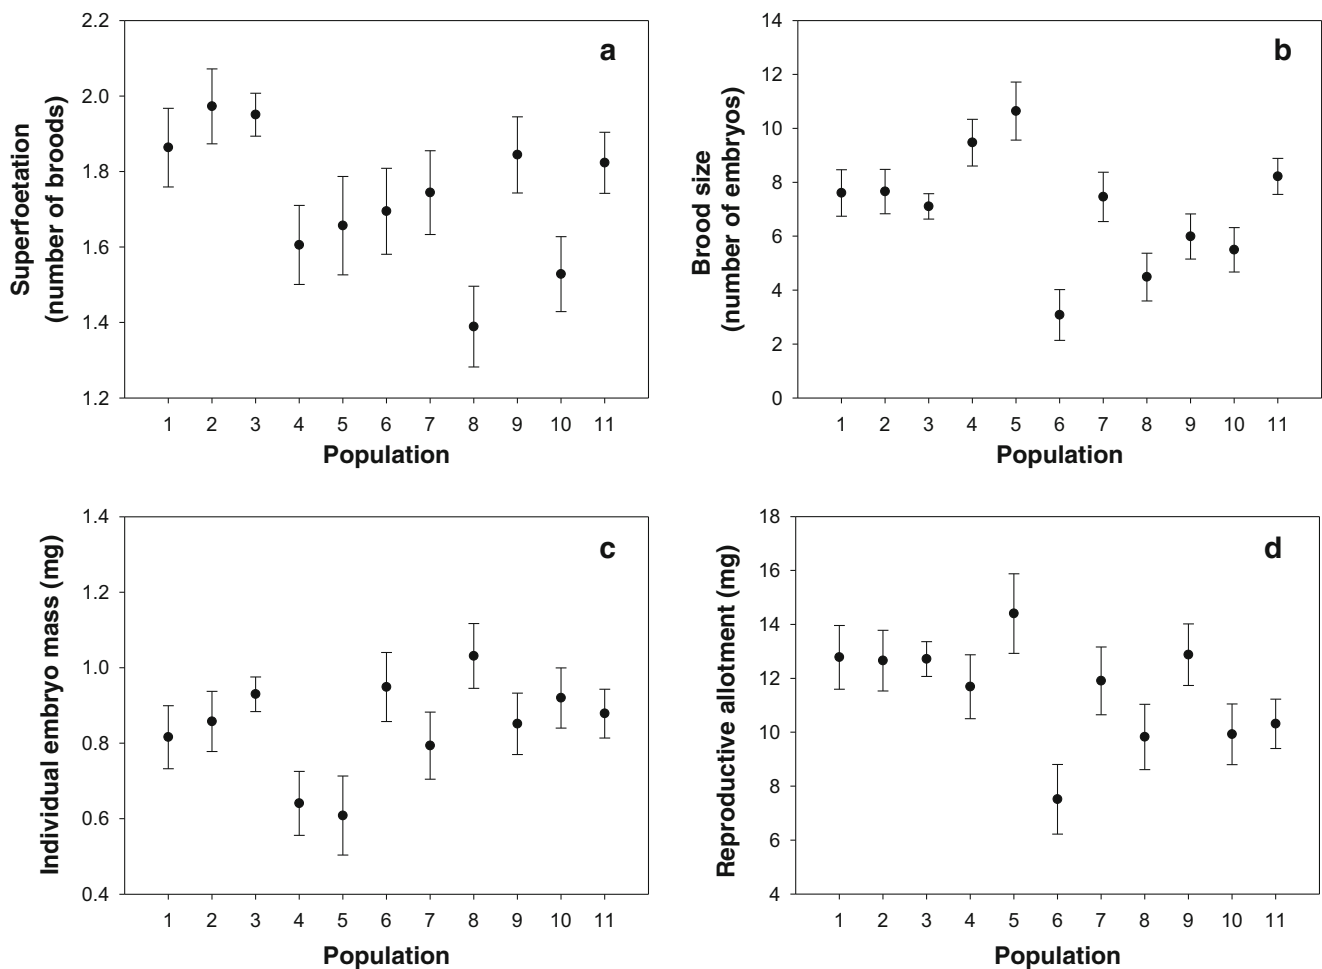 a
Superfoetation
(number of broods)
2.2
2.0
1.8
1.6
1.4
1.2
1 2 3 4 5 6 7 8 9 10 11
Population
b
Brood size
(number of embryos)
14
12
10
8
6
4
2
0
1 2 3 4 5 6 7 8 9 10 11
Population
c
Individual embryo mass (mg)
1.4
1.2
1.0
0.8
0.6
0.4
1 2 3 4 5 6 7 8 9 10 11
Population
d
Reproductive allotment (mg)
18
16
14
12
10
8
6
4
1 2 3 4 5 6 7 8 9 10 11
Population